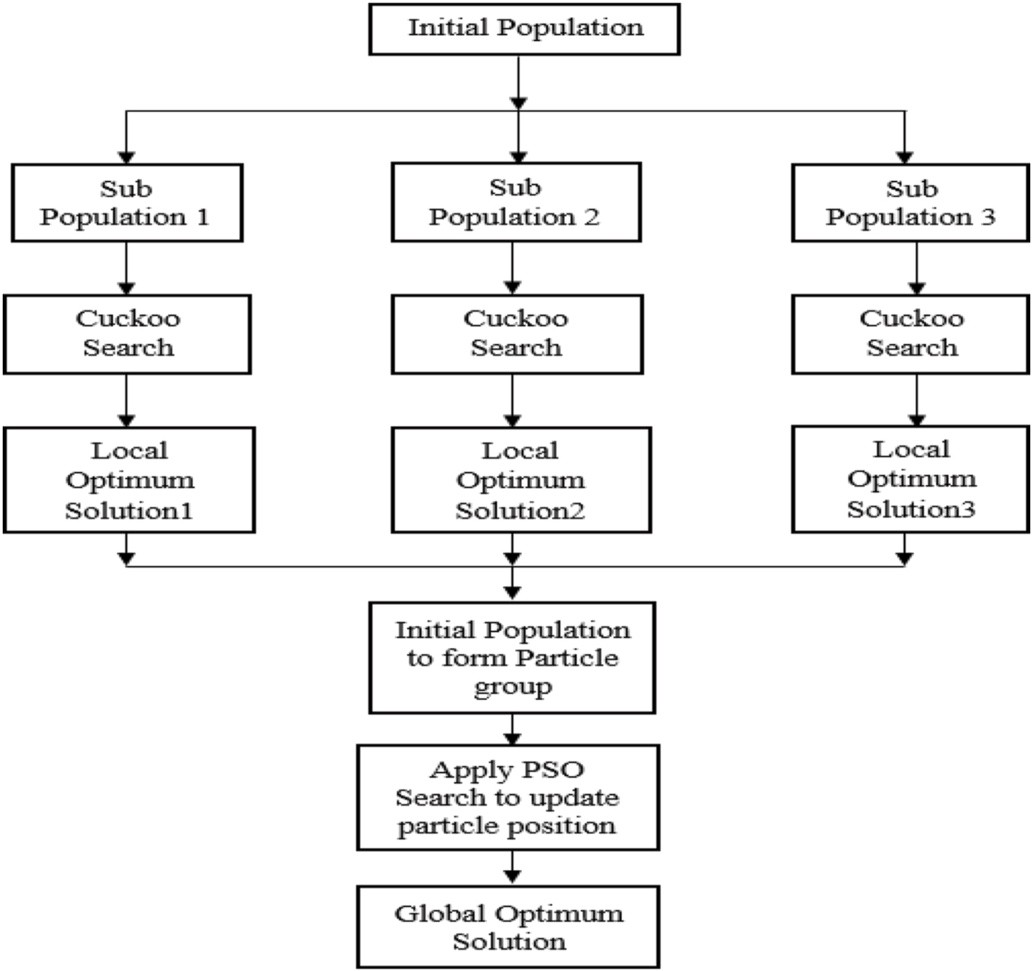 Initial Population
Sub
Population 1
Sub
Population 2
Sub
Population 3
Cuckoo
Search
Cuckoo
Search
Cuckoo
Search
Local
Optimum
Solution1
Local
Optimum
Solution2
Local
Optimum
Solution3
Initial Population
to form Particle
group
Apply PSO
Search to update
particle position
Global Optimum
Solution